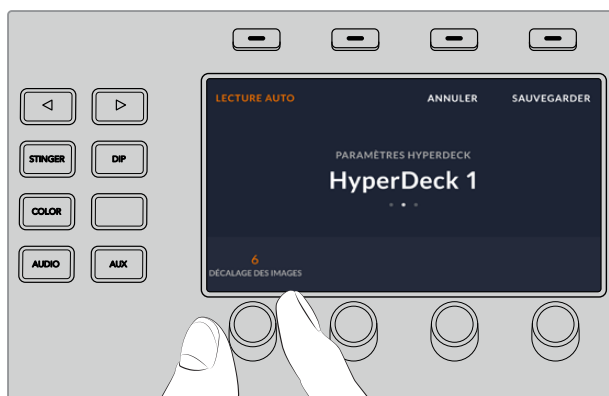 LECTURE AUTO ANNULER SAUVEGARDER
PARAMÈTRES HYPERDECK
HyperDeck 1
STINGER DIP
COLOR
AUDIO AUX
6
DÉCALAGE DES IMAGES